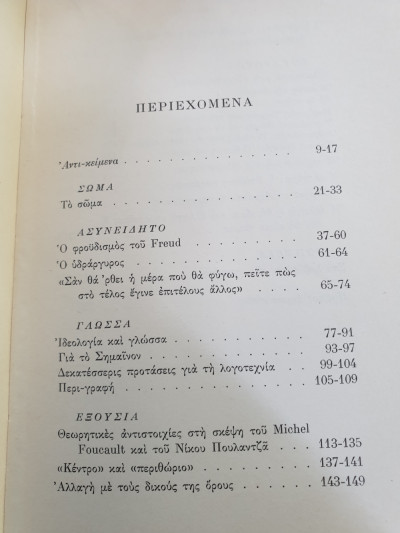 ΠΕΡΙΕΧΟΜΕΝΑ
Ἀντι-κείμενα . . . . . . . . . . . . . 9-17
ΣΩΜΑ
Τὸ σῶμα . . . . . . . . . . . . . . 21-33
ΑΣΥΝΕΙΔΗΤΟ
Ὁ φροϋδισμὸς τοῦ Freud . . . . . . . . 37-60
Ὁ ὑδράργυρος . . . . . . . . . . . . 61-64
«Σὰν θά 'ρθει ἡ μέρα ποὺ θὰ φύγω, πεῖτε πὼς
στὸ τέλος ἔγινε ἐπιτέλους ἄλλος» . . . . . 65-74
ΓΛΩΣΣΑ
Ἰδεολογία καὶ γλώσσα . . . . . . . . . 77-91
Γιὰ τὸ Σημαῖνον . . . . . . . . . . . 93-97
Δεκατέσσερις προτάσεις γιὰ τὴ λογοτεχνία . . 99-104
Περι-γραφή . . . . . . . . . . . . . 105-109
ΕΞΟΥΣΙΑ
Θεωρητικὲς ἀντιστοιχίες στὴ σκέψη τοῦ Michel
Foucault καὶ τοῦ Νίκου Πουλαντζᾶ . . . 113-135
«Κέντρο» καὶ «περιθώριο» . . . . . . . . 137-141
Ἀλλαγὴ μὲ τοὺς δικούς της ὅρους . . . . . 143-149